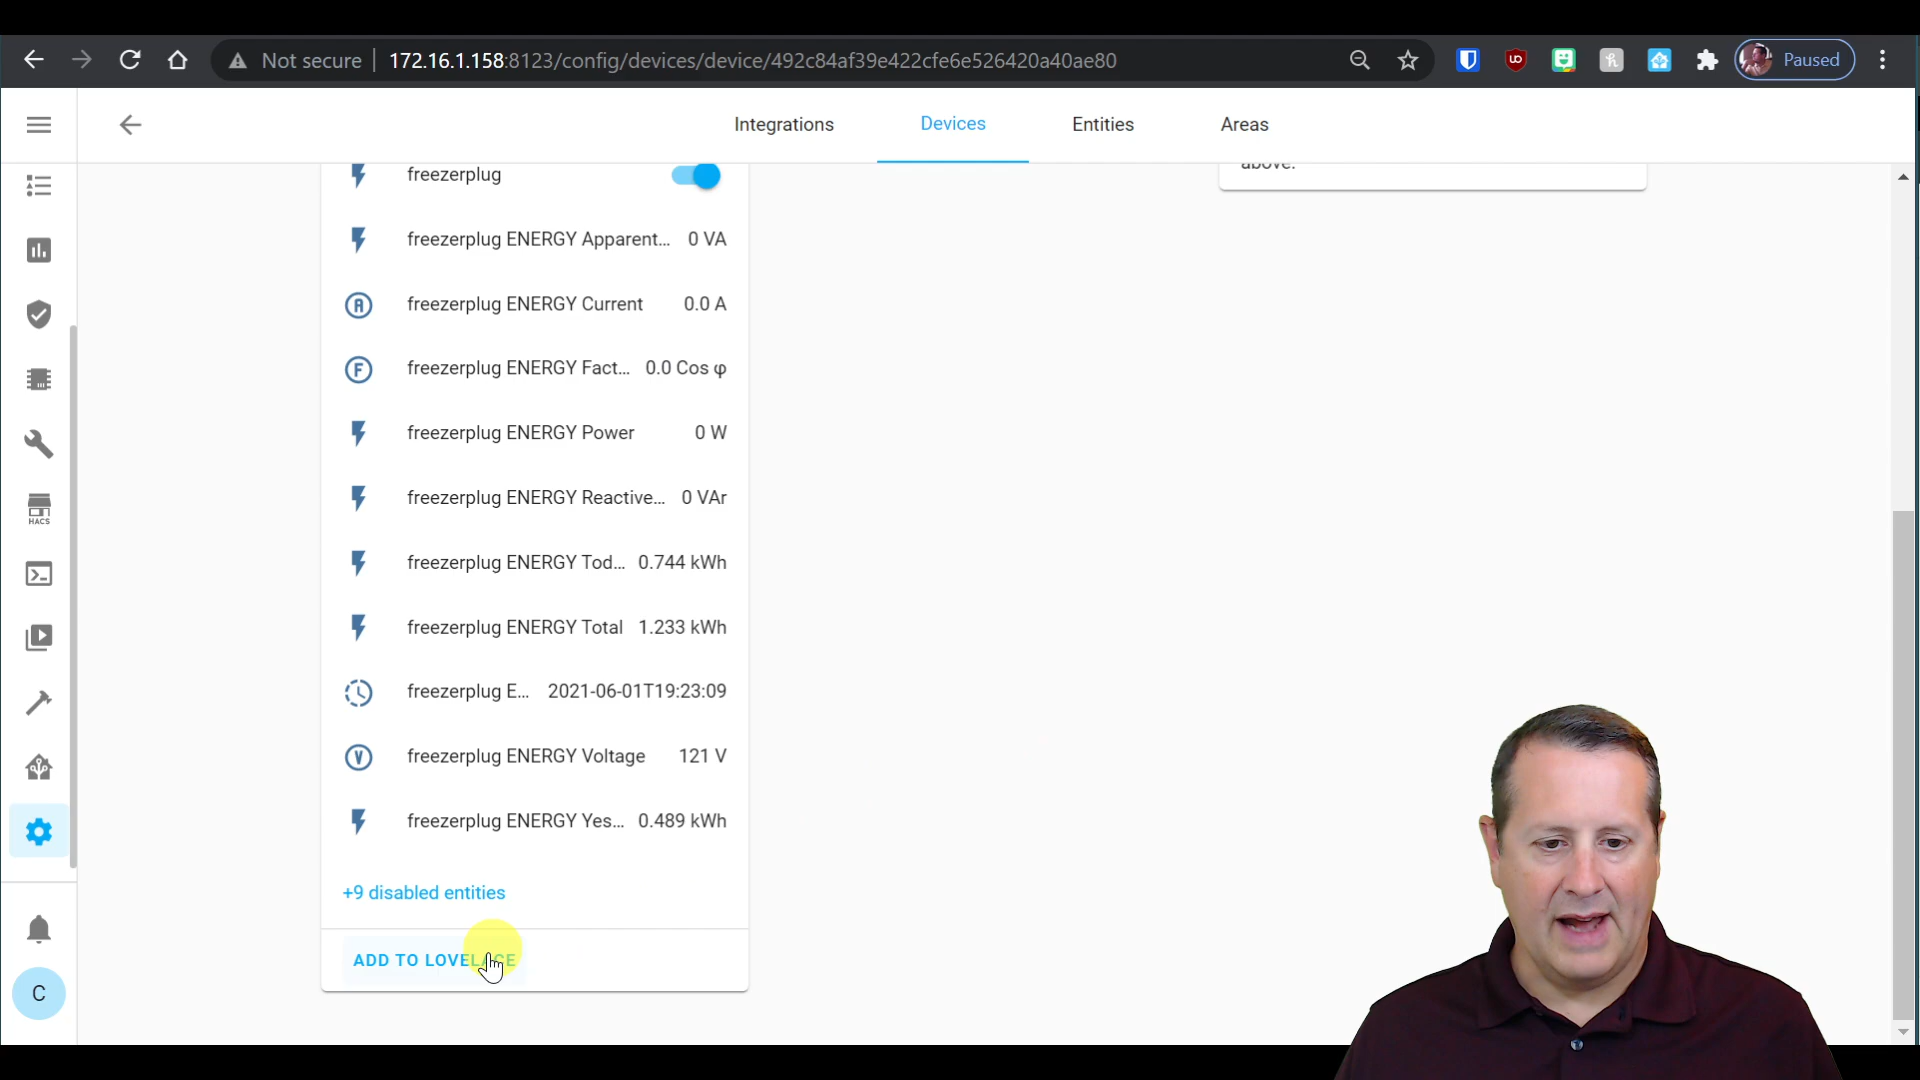 Not secure
172.16.1.158:8123/config/devices/device/492c84af39e422cfe6e526420a40ae80
Paused
Integrations
Devices
Entities
Areas
above.
freezerplug
freezerplug ENERGY Apparent... 0 VA
freezerplug ENERGY Current 0.0 A
freezerplug ENERGY Fact... 0.0 Cos φ
freezerplug ENERGY Power 0 W
freezerplug ENERGY Reactive... 0 VAr
freezerplug ENERGY Tod... 0.744 kWh
freezerplug ENERGY Total 1.233 kWh
freezerplug E... 2021-06-01T19:23:09
freezerplug ENERGY Voltage 121 V
freezerplug ENERGY Yes... 0.489 kWh
+9 disabled entities
ADD TO LOVELACE
HACS
C